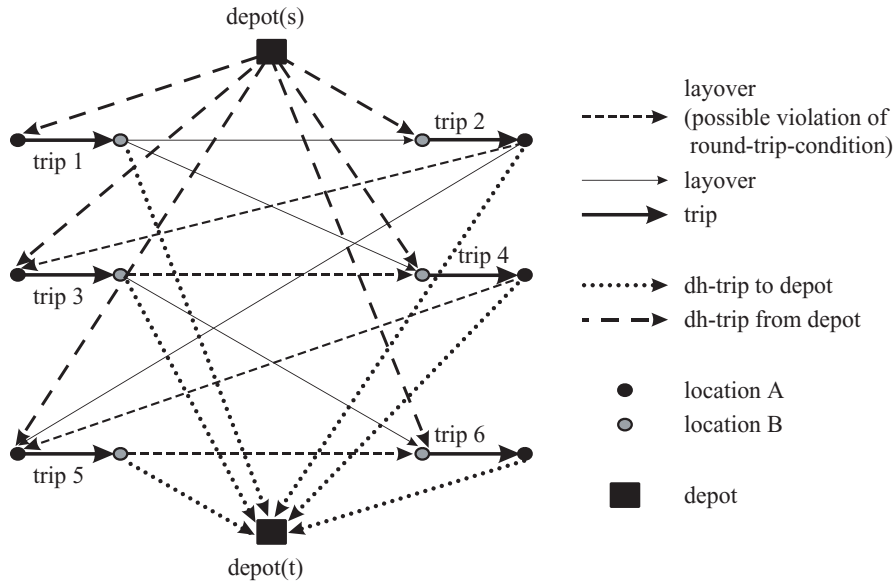 depot(s)
trip 1
trip 2
trip 3
trip 4
trip 5
trip 6
depot(t)
layover
(possible violation of
round-trip-condition)
layover
trip
dh-trip to depot
dh-trip from depot
location A
location B
depot